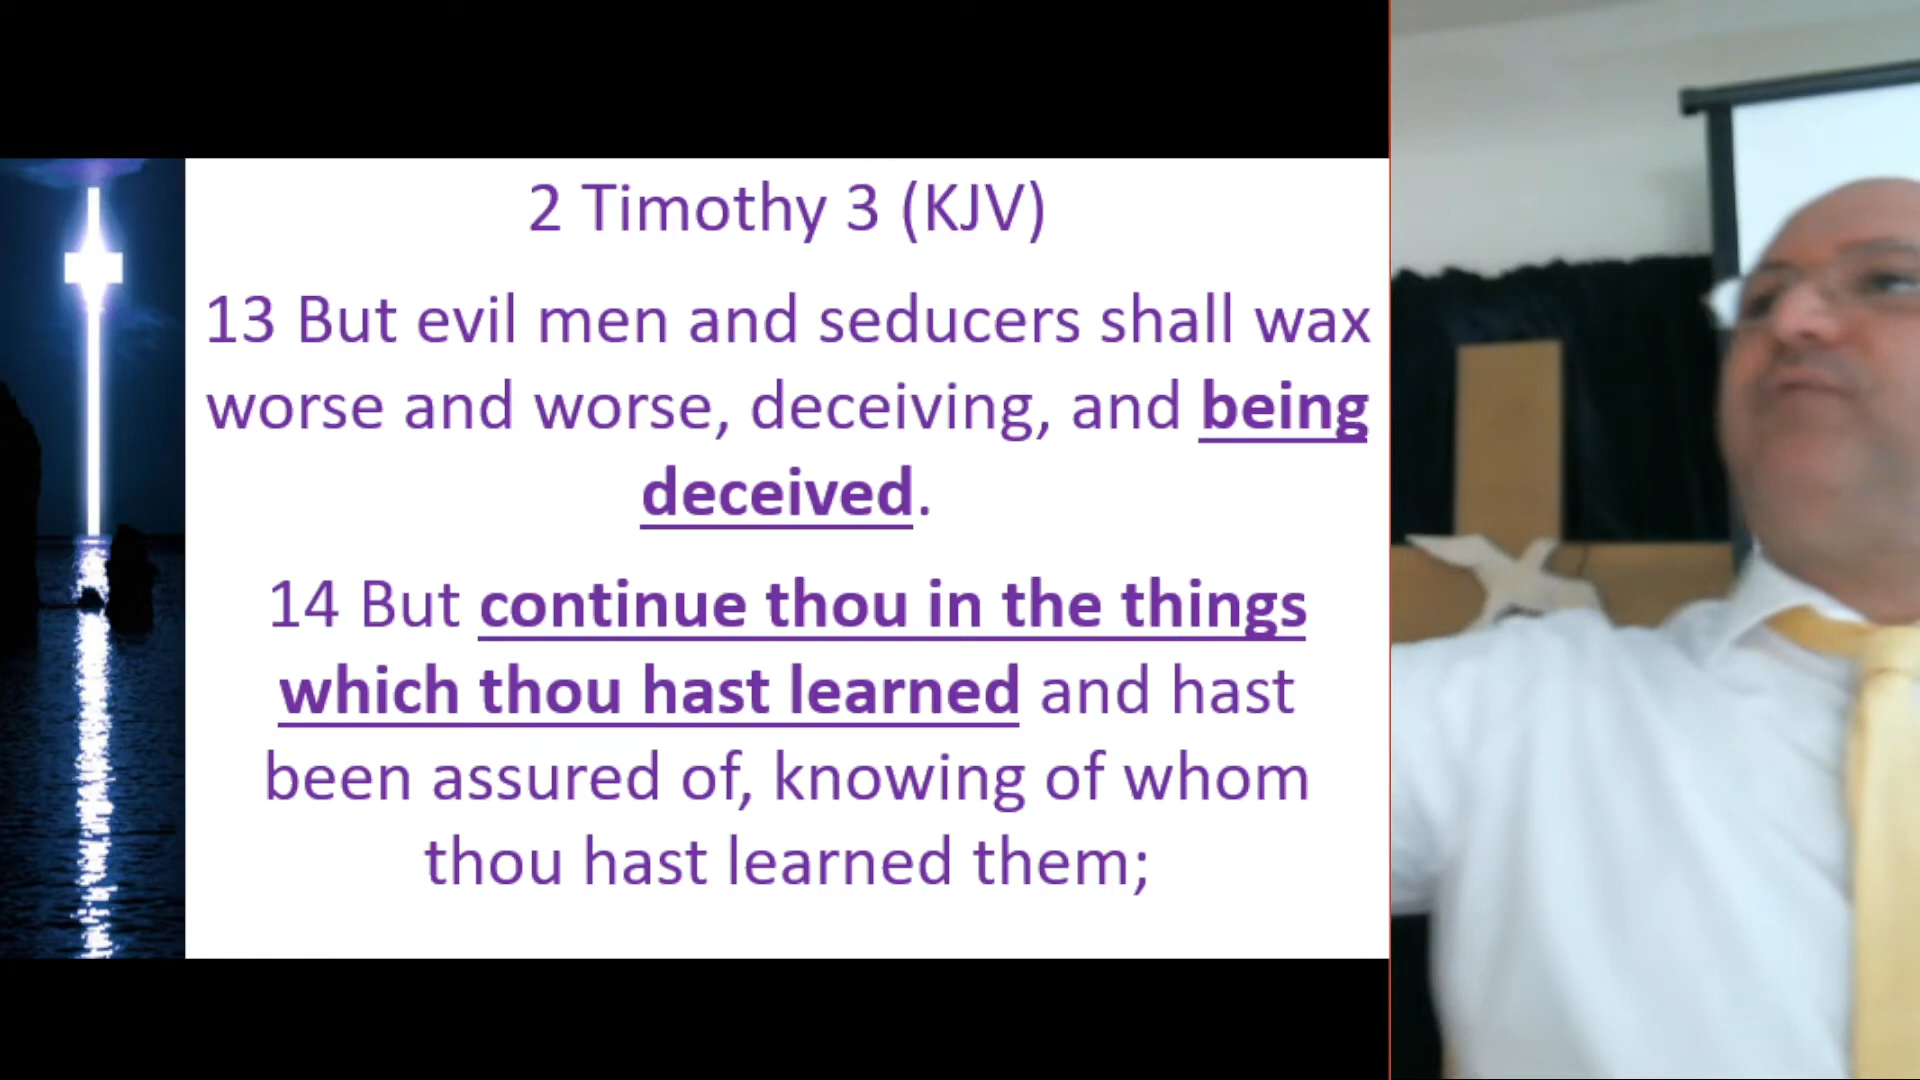 2 Timothy 3 (KJV)
13 But evil men and seducers shall wax
worse and worse, deceiving, and being
deceived.
14 But continue thou in the things
which thou hast learned and hast
been assured of, knowing of whom
thou hast learned them;